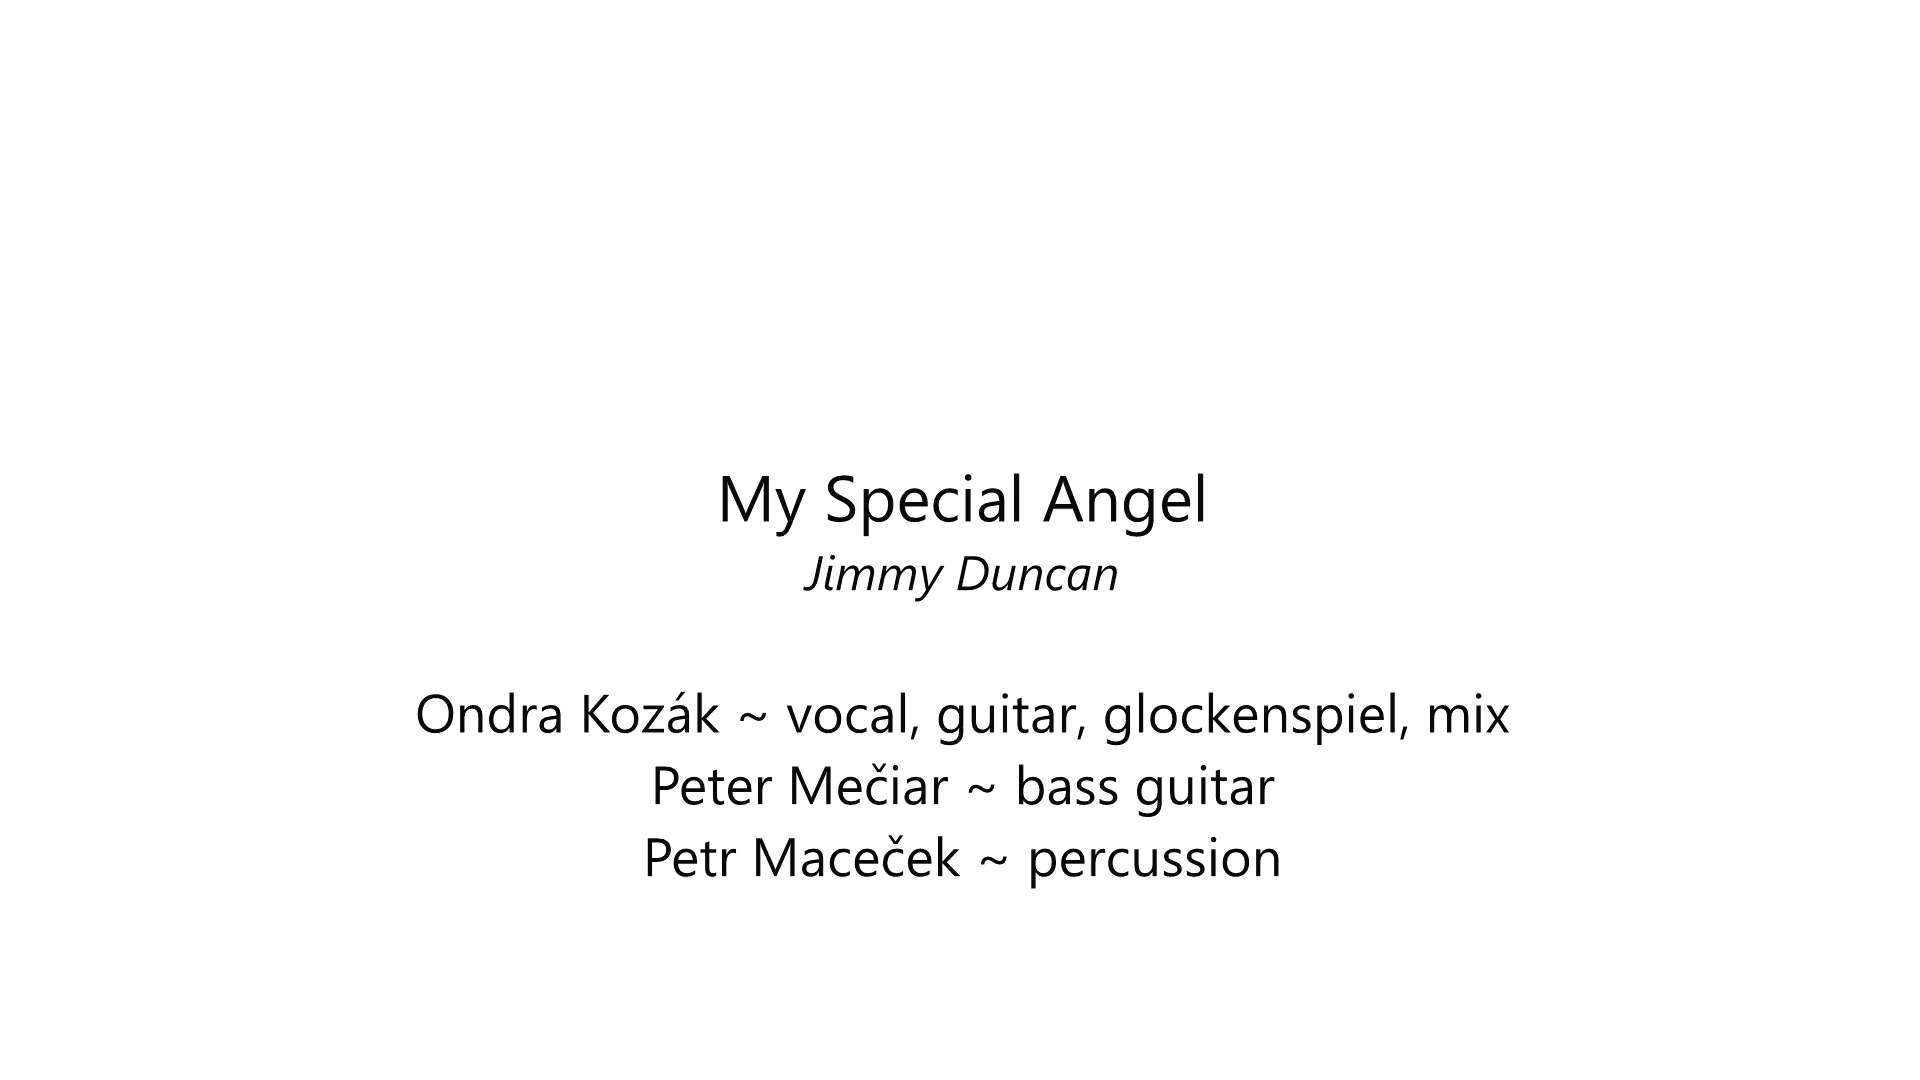 My Special Angel
Jimmy Duncan
Ondra Kozák ~ vocal, guitar, glockenspiel, mix
Peter Mečiar ~ bass guitar
Petr Maceček ~ percussion